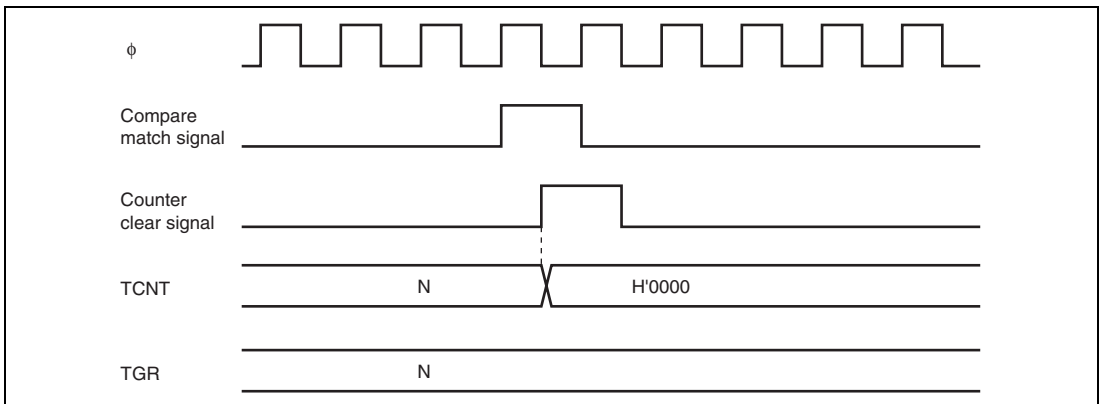 ϕ
Compare
match signal
Counter
clear signal
TCNT
N
H'0000
TGR
N